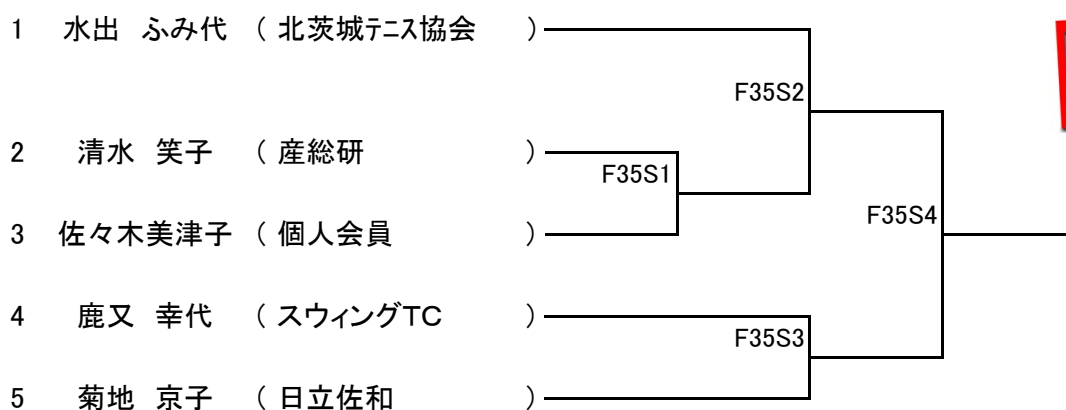 1 水出 ふみ代 ( 北茨城テニス協会 )
F35S2
2 清水 笑子 ( 産総研 )
F35S1
F35S4
3 佐々木美津子 ( 個人会員 )
4 鹿又 幸代 ( スウィングTC )
F35S3
5 菊地 京子 ( 日立佐和 )